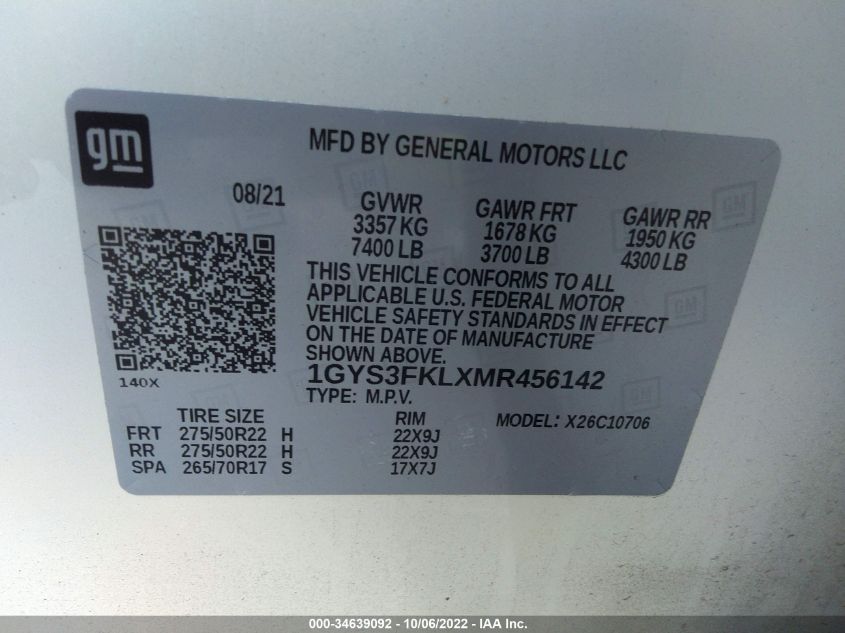 gm
MFD BY GENERAL MOTORS LLC
08/21
GVWR GAWR FRT GAWR RR
3357 KG 1678 KG 1950 KG
7400 LB 3700 LB 4300 LB
THIS VEHICLE CONFORMS TO ALL
APPLICABLE U.S. FEDERAL MOTOR
VEHICLE SAFETY STANDARDS IN EFFECT
ON THE DATE OF MANUFACTURE
SHOWN ABOVE.
140X
1GYS3FKLXMR456142
TYPE: M.P.V.
TIRE SIZE RIM MODEL: X26C10706
FRT 275/50R22 H 22X9J
RR 275/50R22 H 22X9J
SPA 265/70R17 S 17X7J
000-34639092 - 10/06/2022 - IAA Inc.